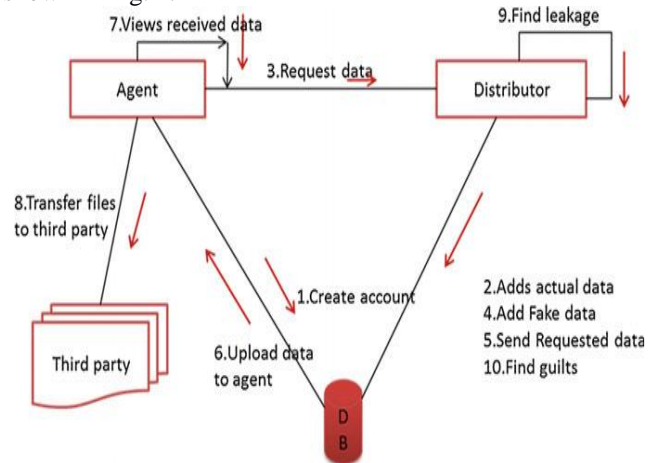 7.Views received data
9.Find leakage
3.Request data
Agent
Distributor
8.Transfer files
to third party
1.Create account
2.Adds actual data
4.Add Fake data
5.Send Requested data
10.Find guilts
6.Upload data
to agent
Third party
D
B